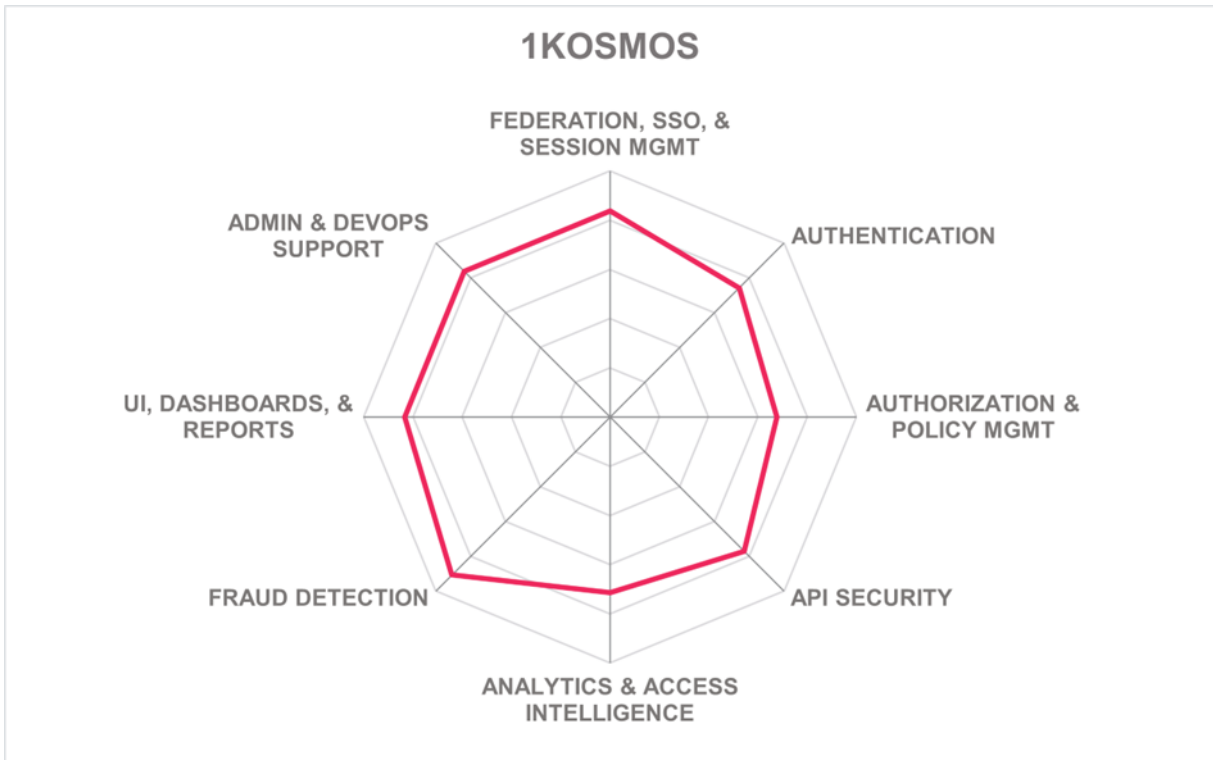 1KOSMOS
FEDERATION, SSO, &
SESSION MGMT
ADMIN & DEVOPS
SUPPORT
AUTHENTICATION
UI, DASHBOARDS, &
REPORTS
AUTHORIZATION &
POLICY MGMT
FRAUD DETECTION
API SECURITY
ANALYTICS & ACCESS
INTELLIGENCE